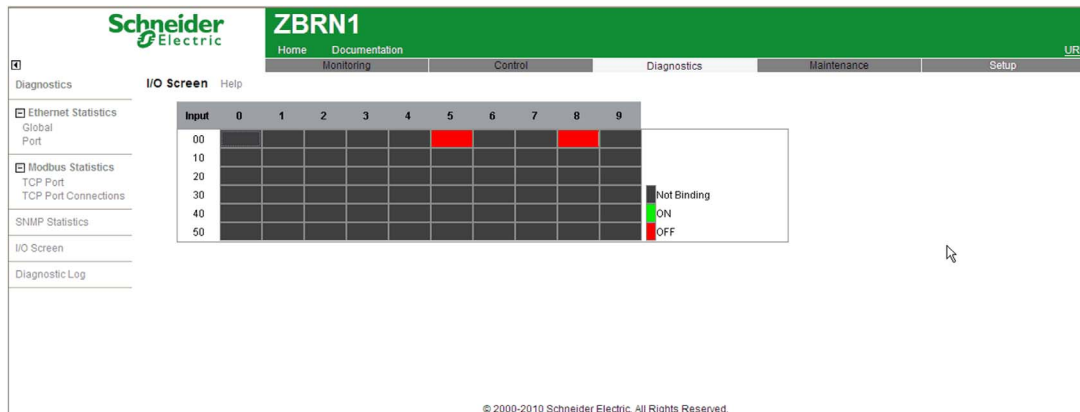 Schneider
Electric
ZBRN1
Home Documentation
UR
Monitoring Control Diagnostics Maintenance Setup
Diagnostics
I/O Screen Help
Ethernet Statistics
Global
Port
Modbus Statistics
TCP Port
TCP Port Connections
SNMP Statistics
I/O Screen
Diagnostic Log
Input 0 1 2 3 4 5 6 7 8 9
00
10
20
30
40
50
Not Binding
ON
OFF
© 2000-2010 Schneider Electric. All Rights Reserved.